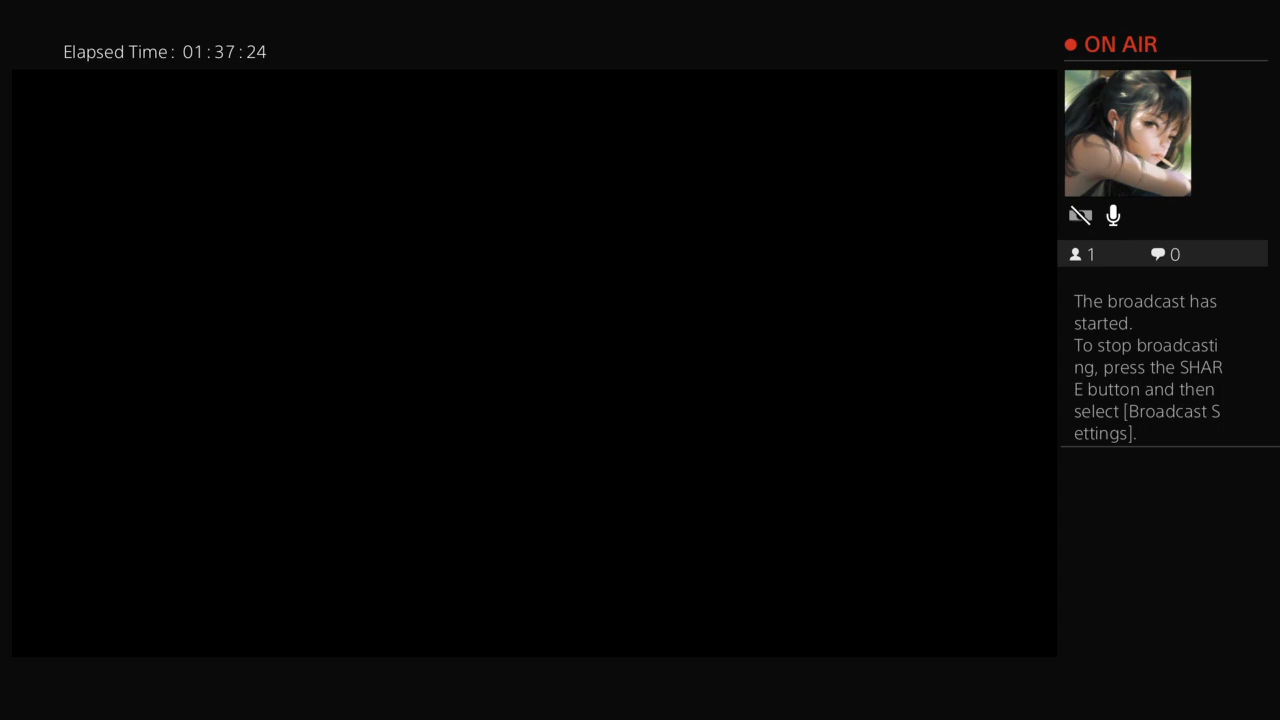 Elapsed Time: 01:37:24
ON AIR
1 0
The broadcast has
started.
To stop broadcasti
ng, press the SHAR
E button and then
select [Broadcast S
ettings].